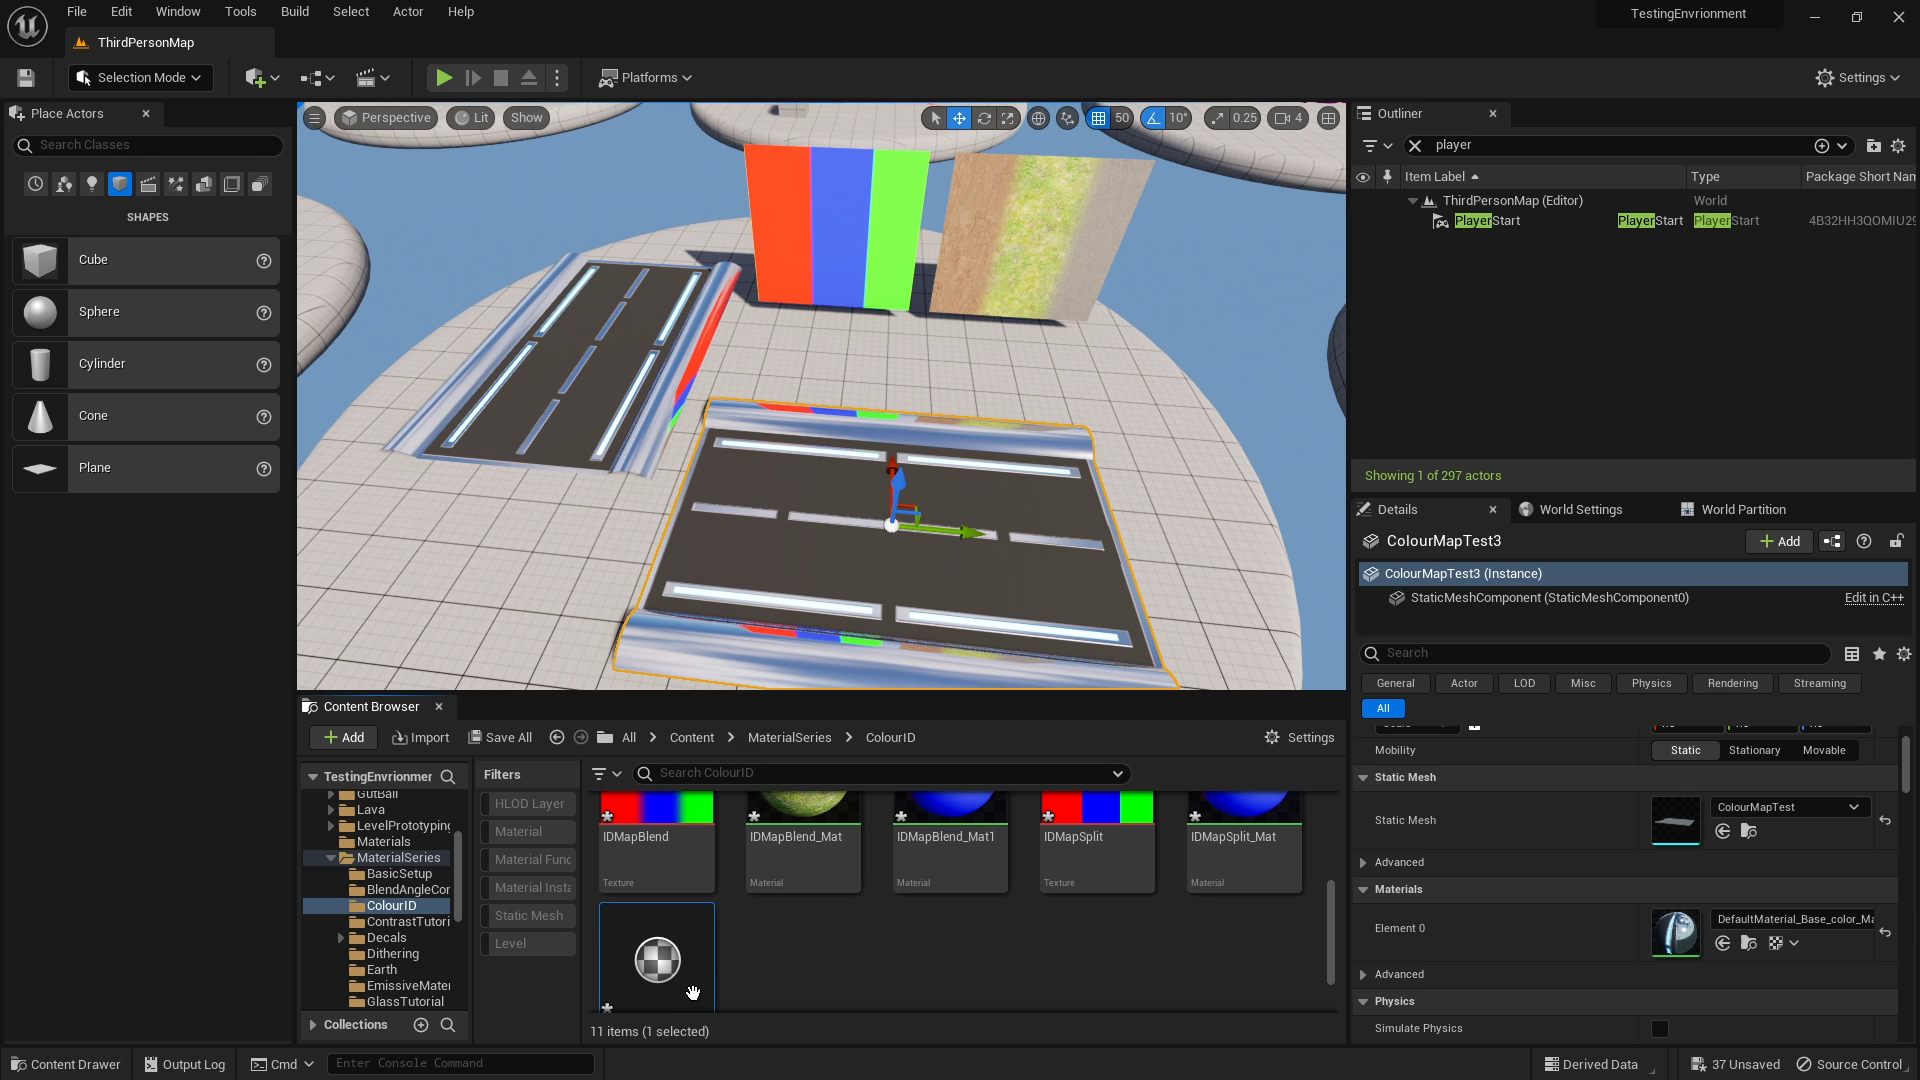 File Edit Window Tools Build Select Actor Help
TestingEnvrionment
ThirdPersonMap
Selection Mode
Platforms
Settings
Place Actors
Search Classes
SHAPES
Cube
Sphere
Cylinder
Cone
Plane
Perspective Lit Show
50 10° 0.25 4
Outliner
player
Item Label Type Package Short Nam
ThirdPersonMap (Editor) World
PlayerStart PlayerStart PlayerStart 4B32HH3QOMIU29
Showing 1 of 297 actors
Details World Settings World Partition
ColourMapTest3 Add
ColourMapTest3 (Instance)
StaticMeshComponent (StaticMeshComponent0) Edit in C++
Search
General Actor LOD Misc Physics Rendering Streaming
All
Mobility Static Stationary Movable
Static Mesh
Static Mesh ColourMapTest
Advanced
Materials
Element 0 DefaultMaterial_Base_color_Ma
Advanced
Physics
Simulate Physics
Content Browser
Add Import Save All All Content MaterialSeries ColourID Settings
TestingEnvrionmer
GutBall
Lava
LevelPrototyping
Materials
MaterialSeries
BasicSetup
BlendAngleCor
ColourID
ContrastTutori
Decals
Dithering
Earth
EmissiveMater
GlassTutorial
Collections
Filters
HLOD Layer
Material
Material Func
Material Insta
Static Mesh
Level
Search ColourID
IDMapBlend
Texture
IDMapBlend_Mat
Material
IDMapBlend_Mat1
Material
IDMapSplit
Texture
IDMapSplit_Mat
Material
11 items (1 selected)
Content Drawer Output Log Cmd Enter Console Command Derived Data 37 Unsaved Source Control